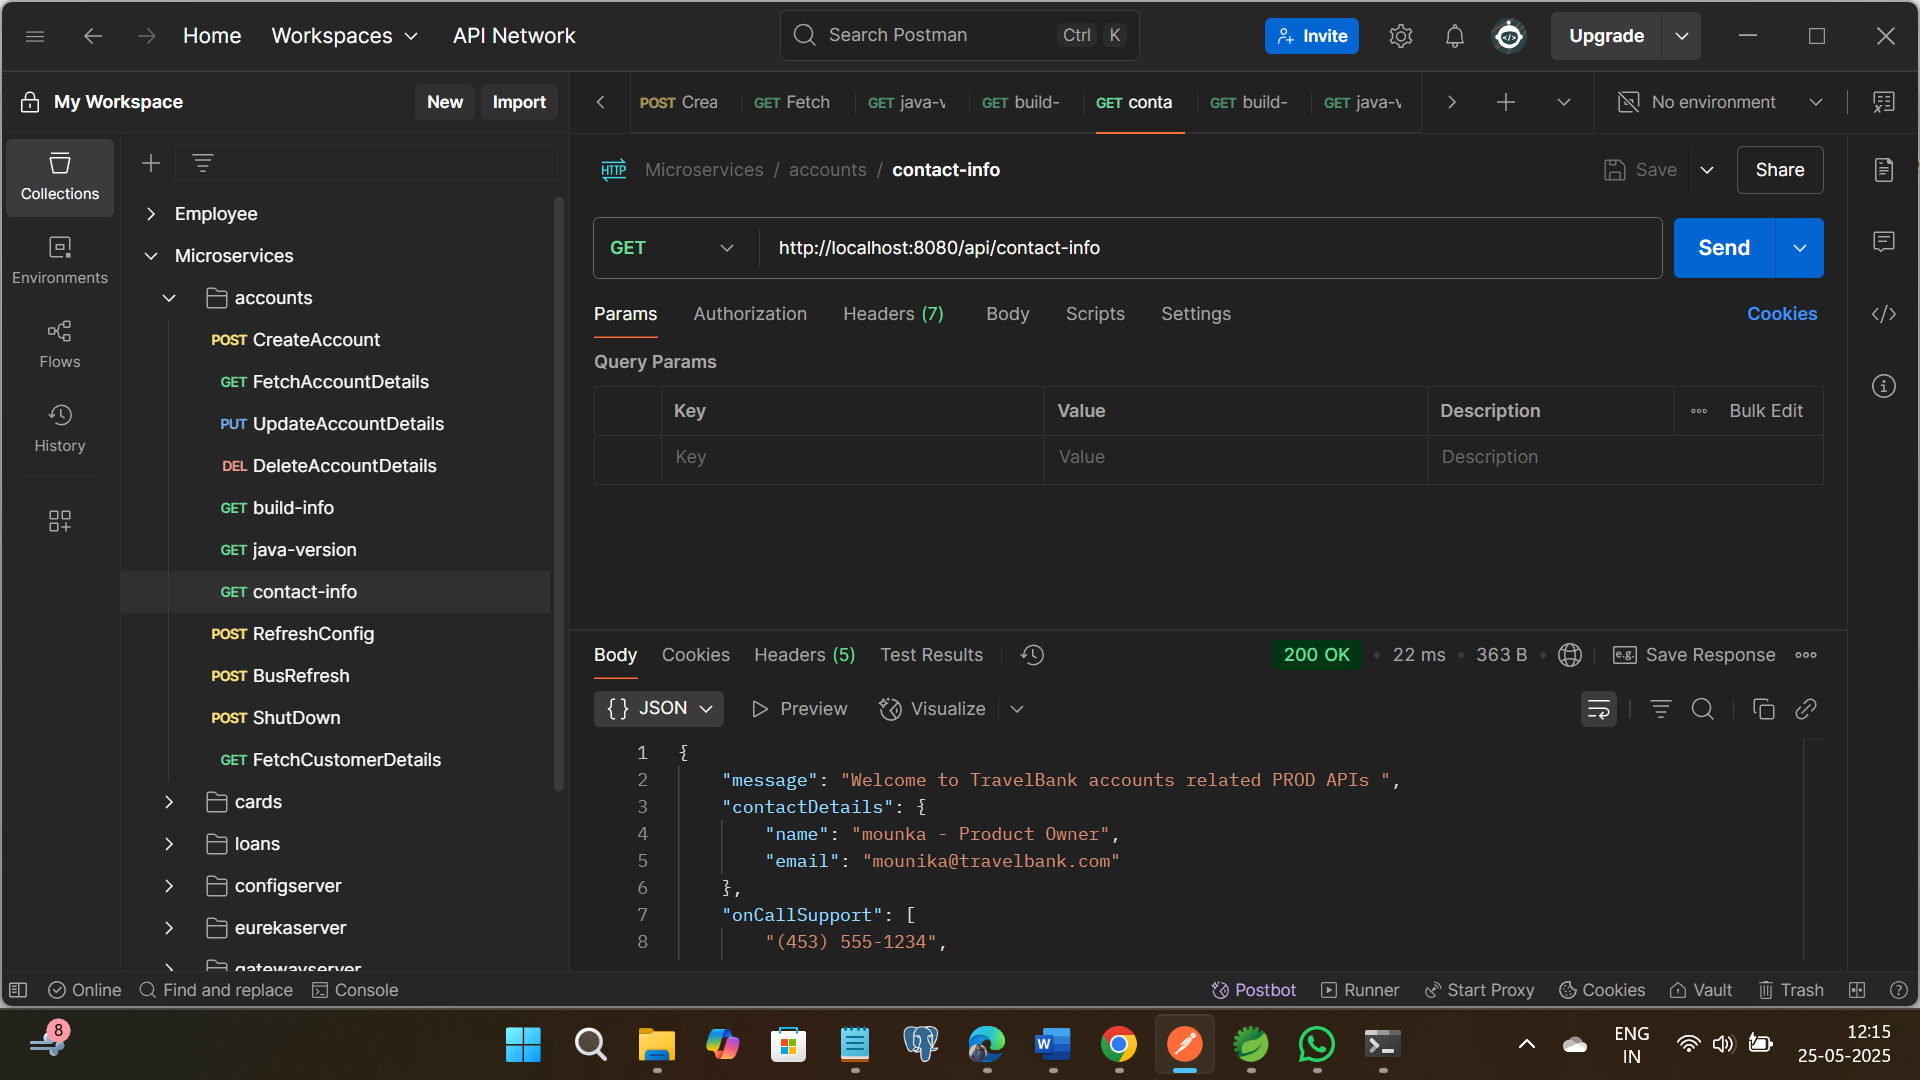 Home Workspaces API Network Search Postman Ctrl K Invite Upgrade
My Workspace New Import POST Crea GET Fetch GET java-v GET build- GET conta GET build- GET java-v No environment
Collections
Environments
Flows
History
Employee
Microservices
accounts
POST CreateAccount
GET FetchAccountDetails
PUT UpdateAccountDetails
DEL DeleteAccountDetails
GET build-info
GET java-version
GET contact-info
POST RefreshConfig
POST BusRefresh
POST ShutDown
GET FetchCustomerDetails
cards
loans
configserver
eurekaserver
gatewayserver
HTTP Microservices / accounts / contact-info Save Share
GET http://localhost:8080/api/contact-info Send
Params Authorization Headers (7) Body Scripts Settings Cookies
Query Params
Key Value Description Bulk Edit
Key Value Description
Body Cookies Headers (5) Test Results 200 OK • 22 ms • 363 B • e.g. Save Response
{} JSON Preview Visualize
1 {
2 "message": "Welcome to TravelBank accounts related PROD APIs ",
3 "contactDetails": {
4 "name": "mounka - Product Owner",
5 "email": "mounika@travelbank.com"
6 },
7 "onCallSupport": [
8 "(453) 555-1234",
Online Find and replace Console Postbot Runner Start Proxy Cookies Vault Trash
8
W
ENG
IN
12:15
25-05-2025